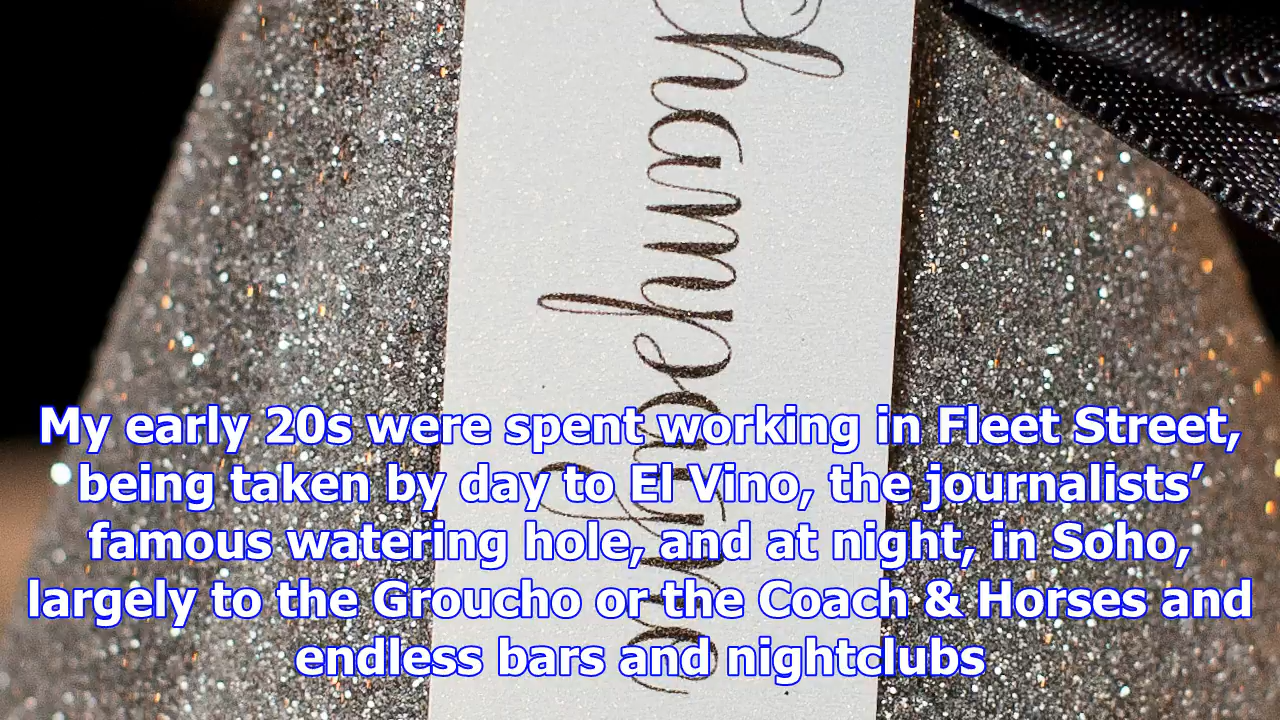 Champagne
My early 20s were spent working in Fleet Street,
being taken by day to El Vino, the journalists’
famous watering hole, and at night, in Soho,
largely to the Groucho or the Coach & Horses and
endless bars and nightclubs